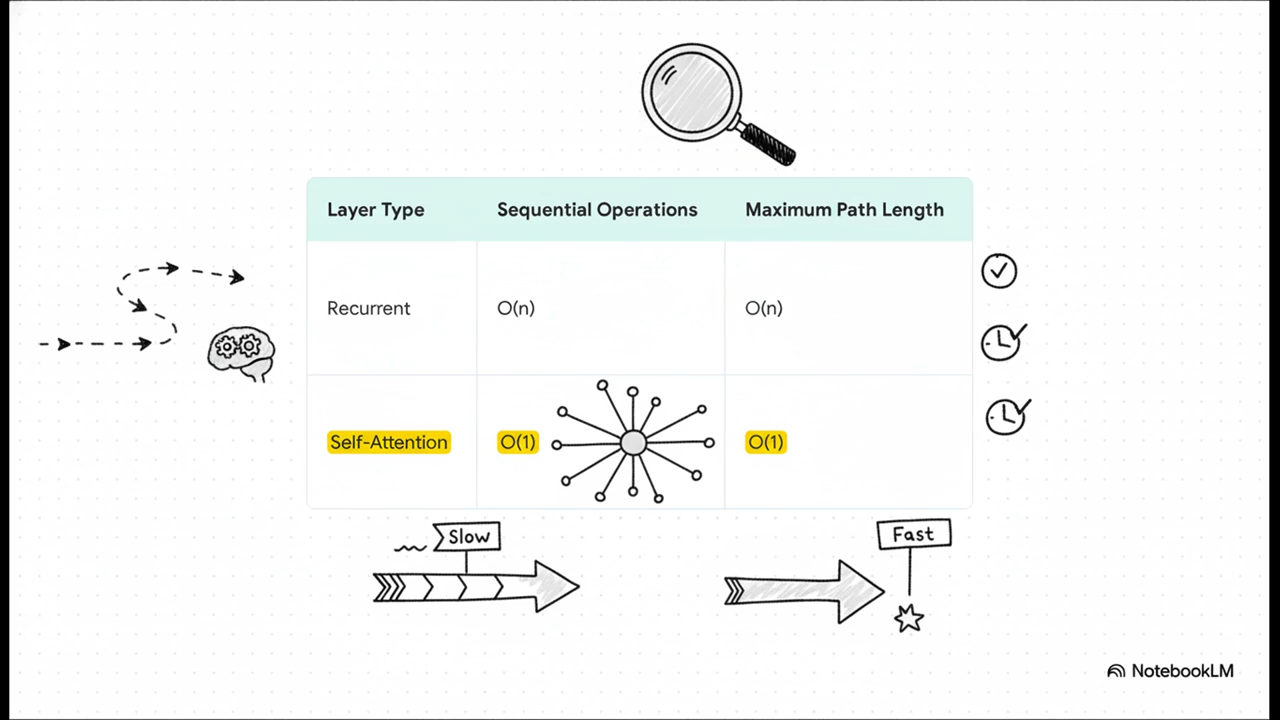 Layer Type Sequential Operations Maximum Path Length
Recurrent O(n) O(n)
Self-Attention O(1) O(1)
Slow
Fast
NotebookLM